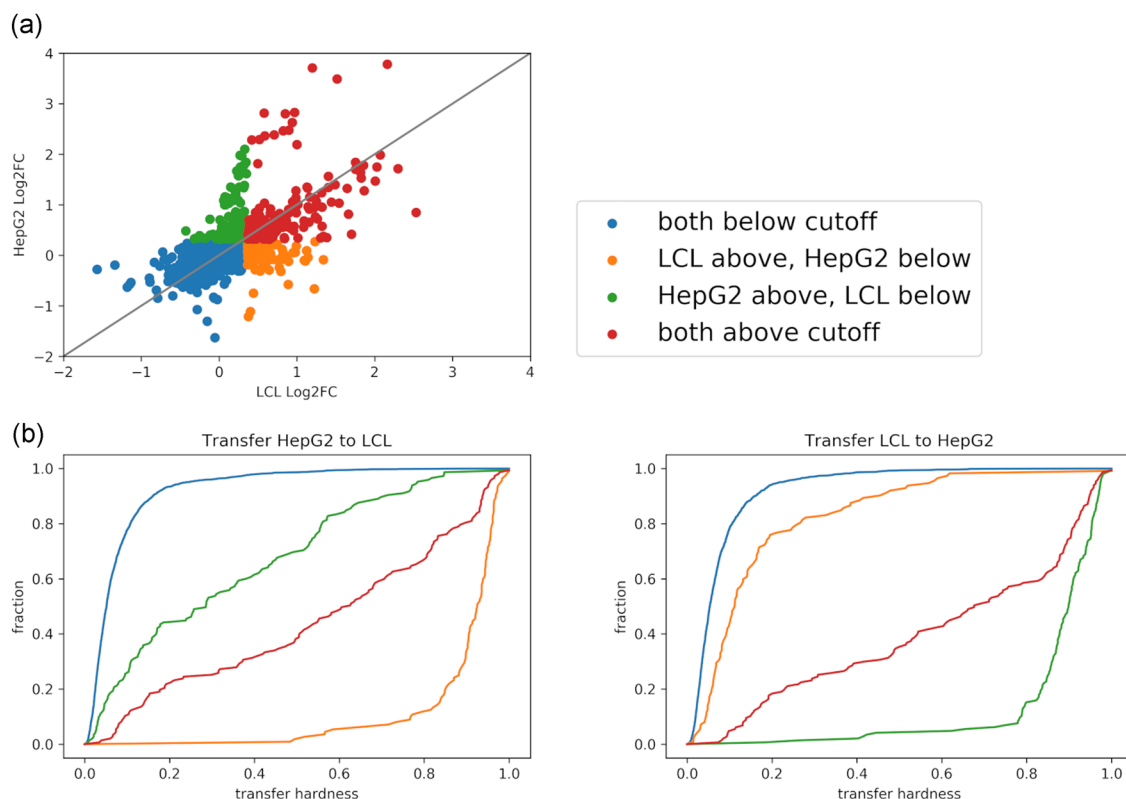 (a)
4
3
2
1
0
−1
−2
HepG2 Log2FC
−2 −1 0 1 2 3 4
LCL Log2FC
both below cutoff
LCL above, HepG2 below
HepG2 above, LCL below
both above cutoff
(b)
Transfer HepG2 to LCL
1.0
0.8
0.6
0.4
0.2
0.0
fraction
0.0 0.2 0.4 0.6 0.8 1.0
transfer hardness
Transfer LCL to HepG2
1.0
0.8
0.6
0.4
0.2
0.0
fraction
0.0 0.2 0.4 0.6 0.8 1.0
transfer hardness